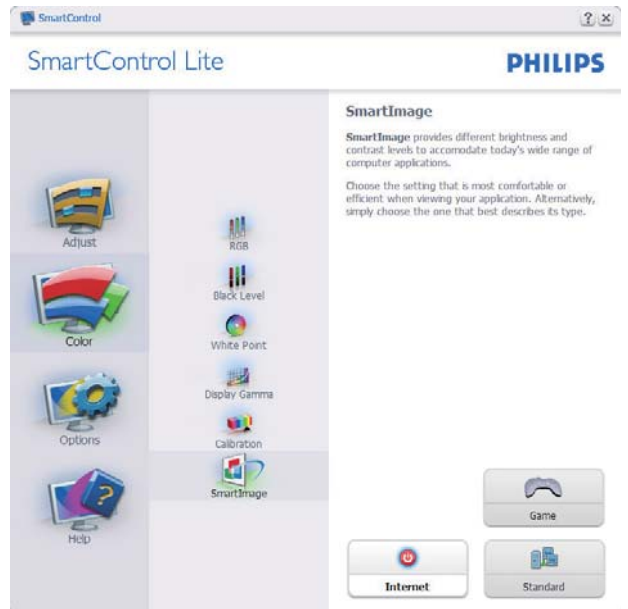 SmartControl
SmartControl Lite
PHILIPS
Adjust
Color
Options
Help
RGB
Black Level
White Point
Display Gamma
Calibration
SmartImage
SmartImage
SmartImage provides different brightness and
contrast levels to accomodate today's wide range of
computer applications.
Choose the setting that is most comfortable or
efficient when viewing your application. Alternatively,
simply choose the one that best describes its type.
Game
Internet
Standard